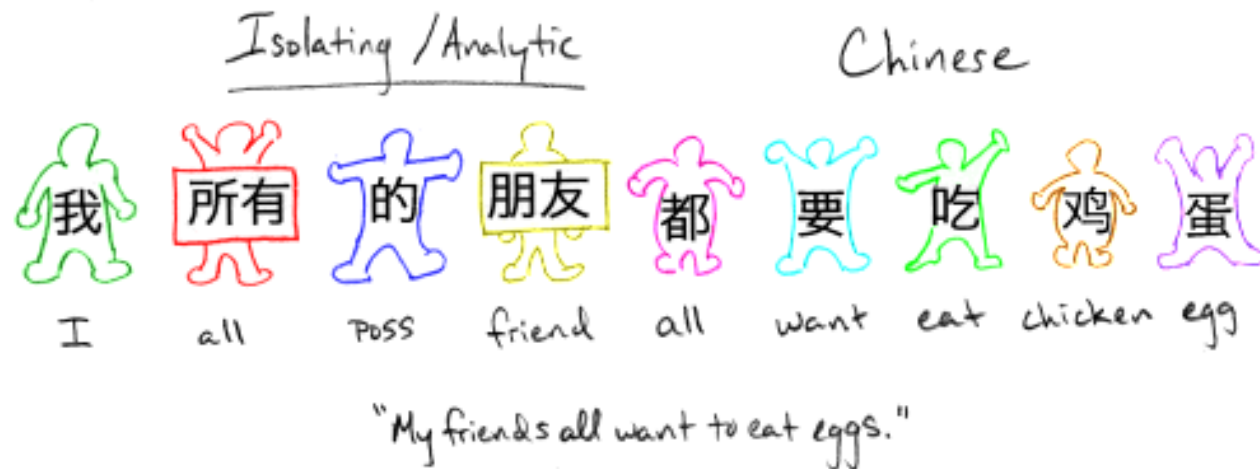 Isolating/Analytic Chinese
我 所有 的 朋友 都 要 吃 鸡 蛋
I all POSS friend all want eat chicken egg
"My friends all want to eat eggs."